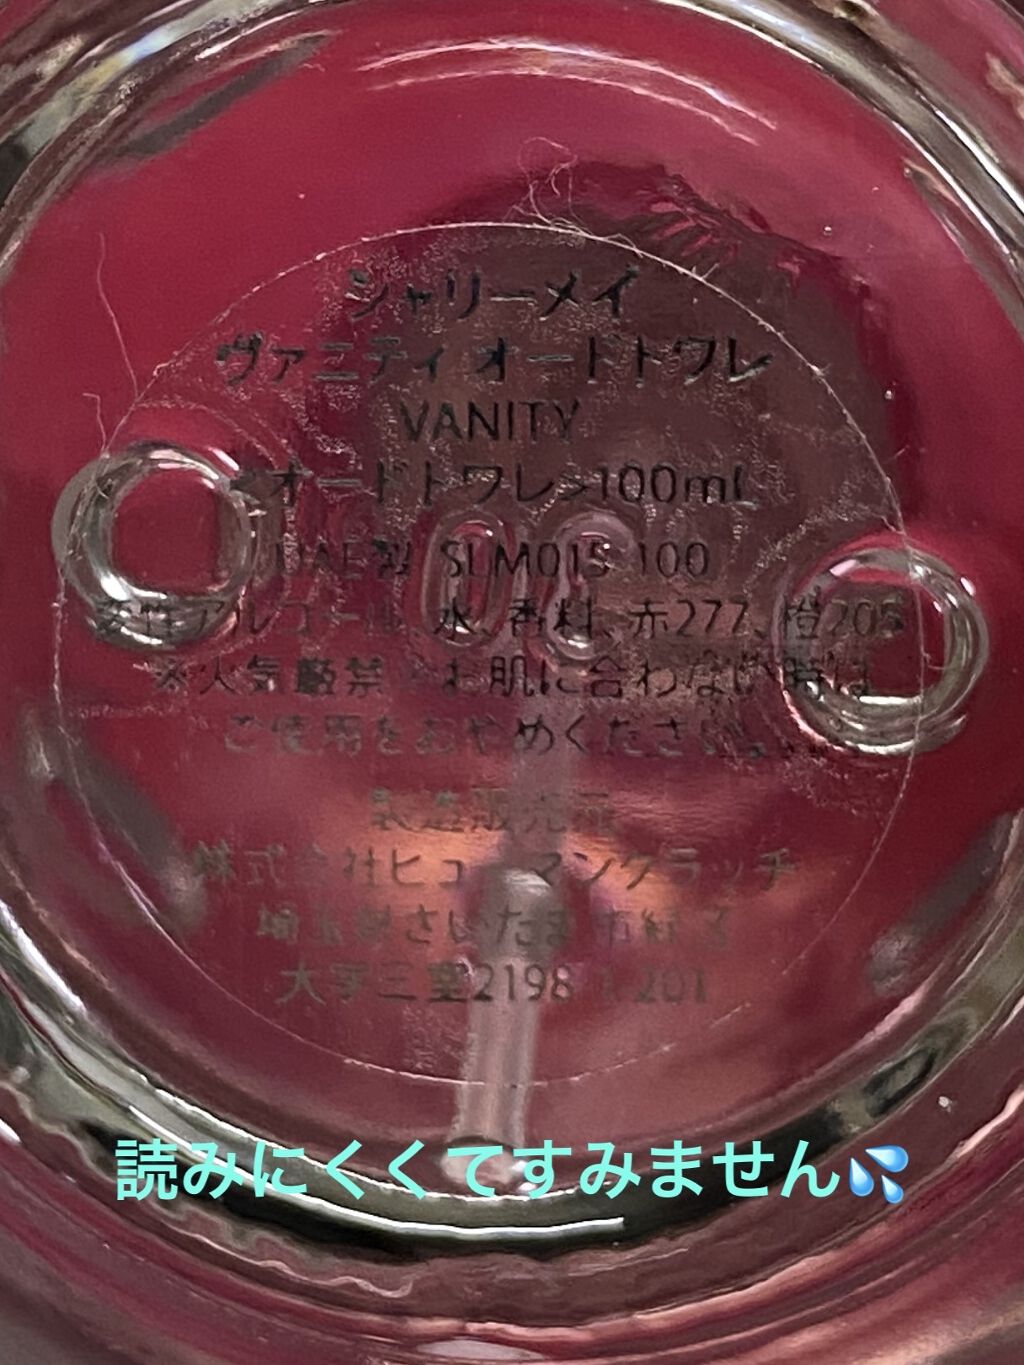 シャリーメイ
ヴァニティ オードトワレ
VANITY
<オードトワレ>100mL
UAE製 SLM015-100
変性アルコール、水、香料、赤227、橙205
※火気厳禁 ※お肌に合わない時は
ご使用をおやめください。
製造販売元
株式会社ヒューマンクラッチ
埼玉県さいたま市緑区
大字三室2198-1-201
読みにくくてすみません💦